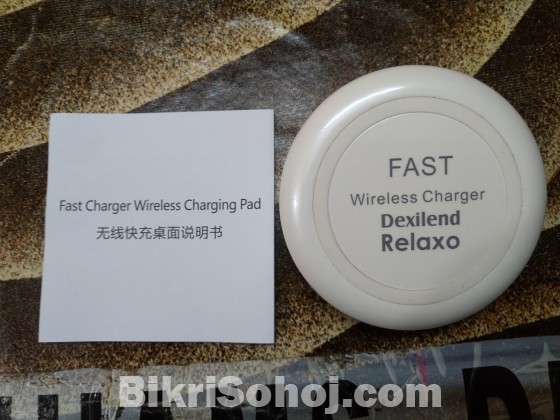 Fast Charger Wireless Charging Pad
无线快充桌面说明书
FAST
Wireless Charger
Dexilend
Relaxo
BikriSohoj.com